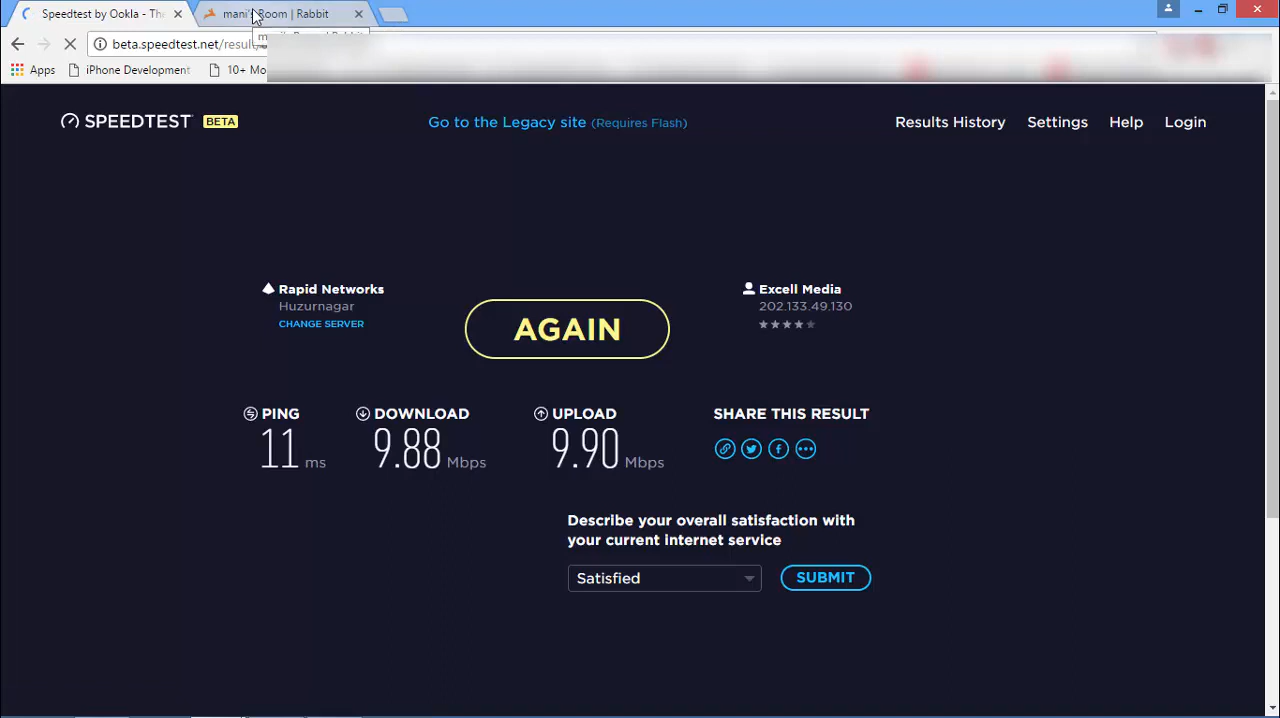 Speedtest by Ookla - Th
mani's Room | Rabbit
beta.speedtest.net/result
Apps
iPhone Development
10+ Mo
SPEEDTEST BETA
Go to the Legacy site (Requires Flash)
Results History Settings Help Login
Rapid Networks
Huzurnagar
CHANGE SERVER
AGAIN
Excell Media
202.133.49.130
PING
11 ms
DOWNLOAD
9.88 Mbps
UPLOAD
9.90 Mbps
SHARE THIS RESULT
Describe your overall satisfaction with
your current internet service
Satisfied
SUBMIT